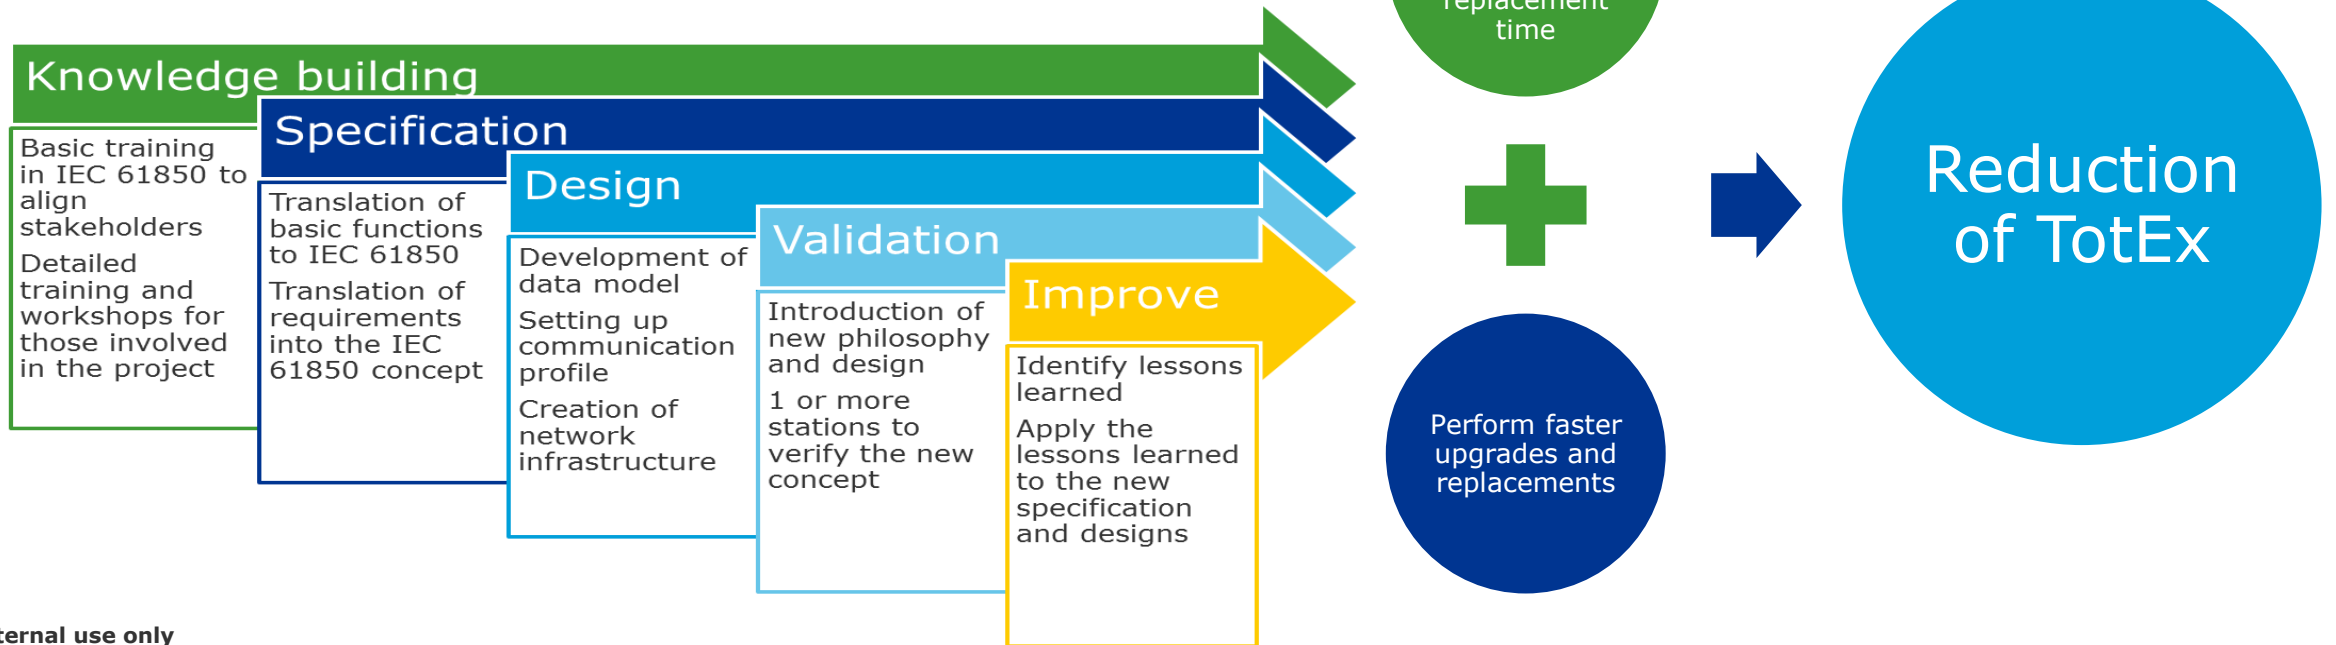 Knowledge building
Basic training
in IEC 61850 to
align
stakeholders
Detailed
training and
workshops for
those involved
in the project
Specification
Translation of
basic functions
to IEC 61850
Translation of
requirements
into the IEC
61850 concept
Design
Development of
data model
Setting up
communication
profile
Creation of
network
infrastructure
Validation
Introduction of
new philosophy
and design
1 or more
stations to
verify the new
concept
Improve
Identify lessons
learned
Apply the
lessons learned
to the new
specification
and designs
replacement
time
Perform faster
upgrades and
replacements
Reduction
of TotEx
ternal use only